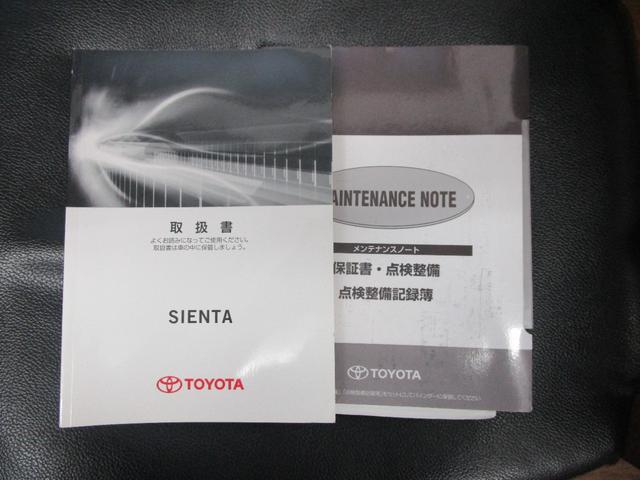 取扱書
よくお読みになってご使用ください。
取扱書は車の中に保管しましょう。
SIENTA
TOYOTA
AINTENANCE NOTE
メンテナンスノート
保証書・点検整備
点検整備記録簿
TOYOTA